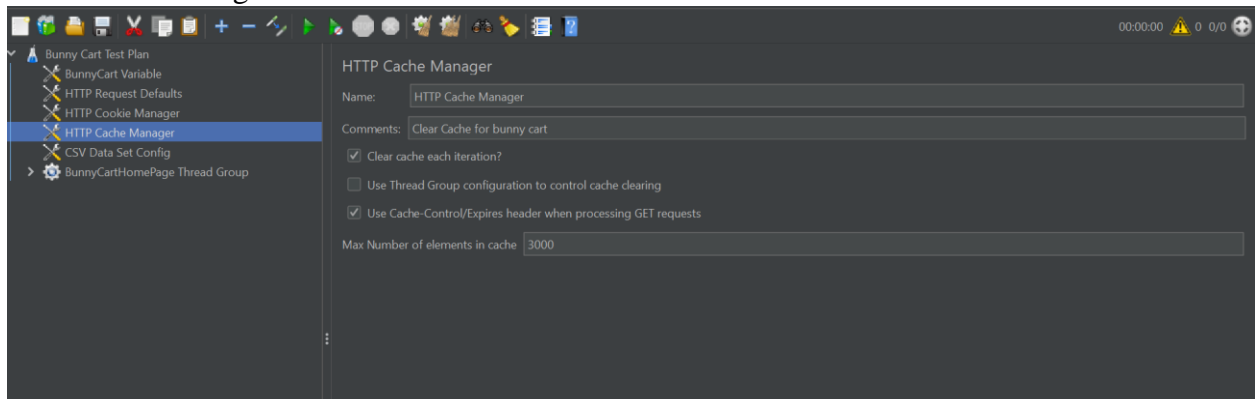 00:00:00 0 0/0
Bunny Cart Test Plan
BunnyCart Variable
HTTP Request Defaults
HTTP Cookie Manager
HTTP Cache Manager
CSV Data Set Config
BunnyCartHomePage Thread Group
HTTP Cache Manager
Name: HTTP Cache Manager
Comments: Clear Cache for bunny cart
Clear cache each iteration?
Use Thread Group configuration to control cache clearing
Use Cache-Control/Expires header when processing GET requests
Max Number of elements in cache 3000